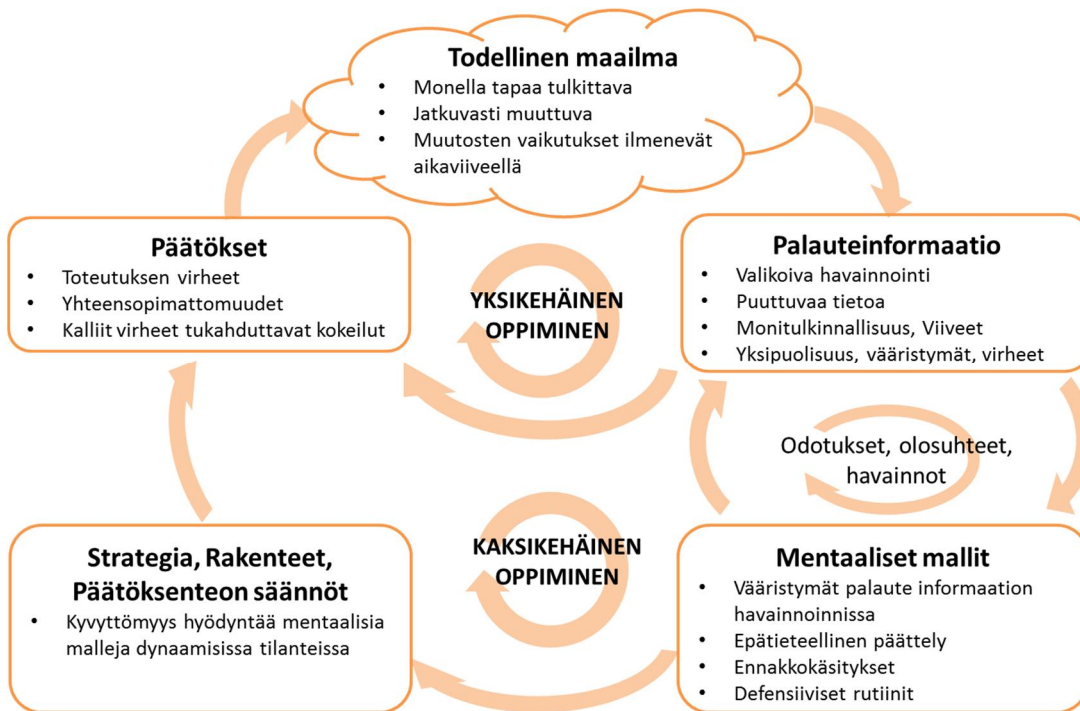 Todellinen maailma
• Monella tapaa tulkittava
• Jatkuvasti muuttuva
• Muutosten vaikutukset ilmenevät
aikaviiveellä
Päätökset
• Toteutuksen virheet
• Yhteensopimattomuudet
• Kalliit virheet tukahduttavat kokeilut
YKSIKEHÄINEN
OPPIMINEN
Palauteinformaatio
• Valikoiva havainnointi
• Puuttuvaa tietoa
• Monitulkinnallisuus, Viiveet
• Yksipuolisuus, vääristymät, virheet
Odotukset, olosuhteet,
havainnot
Strategia, Rakenteet,
Päätöksenteon säännöt
• Kyvyttömyys hyödyntää mentaalisia
malleja dynaamisissa tilanteissa
KAKSIKEHÄINEN
OPPIMINEN
Mentaaliset mallit
• Vääristymät palaute informaation
havainnoinnissa
• Epätieteellinen päättely
• Ennakkokäsitykset
• Defensiiviset rutiinit